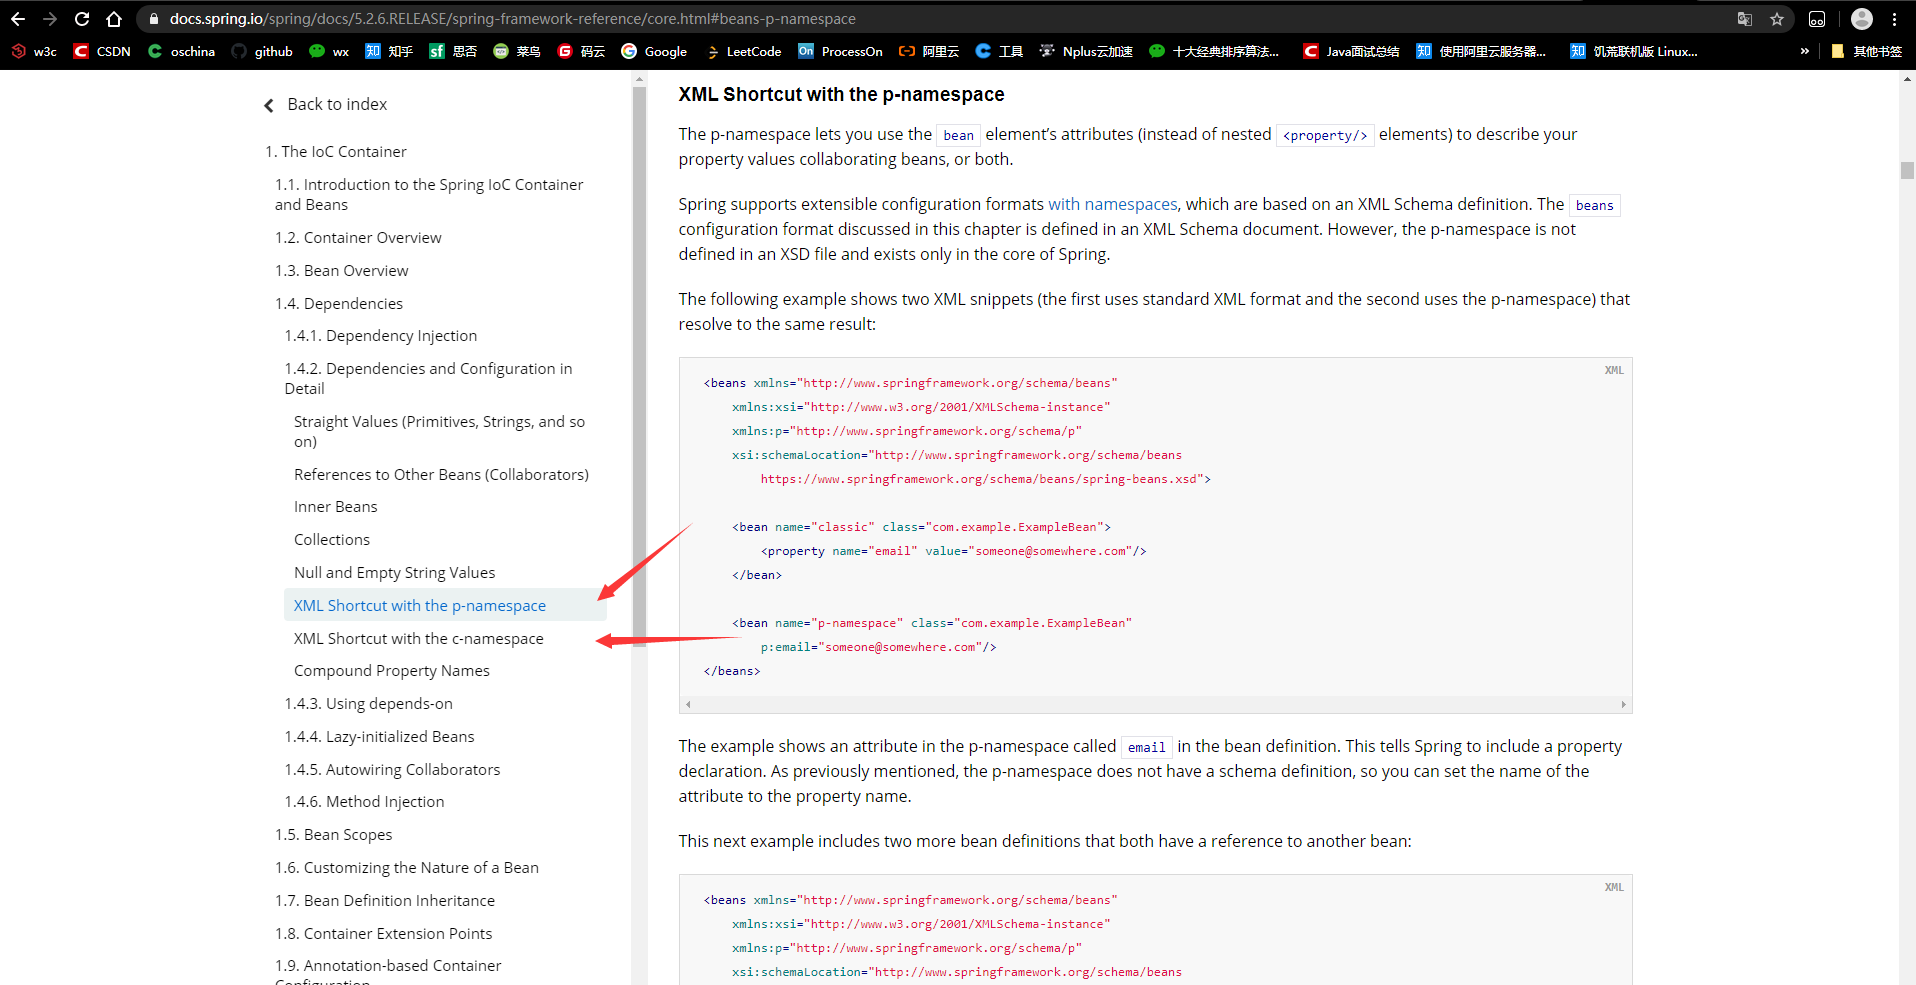 docs.spring.io/spring/docs/5.2.6.RELEASE/spring-framework-reference/core.html#beans-p-namespace
w3c CSDN oschina github wx 知乎 思否 菜鸟 码云 Google LeetCode ProcessOn 阿里云 工具 Nplus云加速 十大经典排序算法... Java面试总结 使用阿里云服务器... 饥荒联机版 Linux... » 其他书签
Back to index
1. The IoC Container
1.1. Introduction to the Spring IoC Container
and Beans
1.2. Container Overview
1.3. Bean Overview
1.4. Dependencies
1.4.1. Dependency Injection
1.4.2. Dependencies and Configuration in
Detail
Straight Values (Primitives, Strings, and so
on)
References to Other Beans (Collaborators)
Inner Beans
Collections
Null and Empty String Values
XML Shortcut with the p-namespace
XML Shortcut with the c-namespace
Compound Property Names
1.4.3. Using depends-on
1.4.4. Lazy-initialized Beans
1.4.5. Autowiring Collaborators
1.4.6. Method Injection
1.5. Bean Scopes
1.6. Customizing the Nature of a Bean
1.7. Bean Definition Inheritance
1.8. Container Extension Points
1.9. Annotation-based Container
Configuration
XML Shortcut with the p-namespace
The p-namespace lets you use the bean element’s attributes (instead of nested <property/> elements) to describe your
property values collaborating beans, or both.
Spring supports extensible configuration formats with namespaces, which are based on an XML Schema definition. The beans
configuration format discussed in this chapter is defined in an XML Schema document. However, the p-namespace is not
defined in an XSD file and exists only in the core of Spring.
The following example shows two XML snippets (the first uses standard XML format and the second uses the p-namespace) that
resolve to the same result:
XML
<beans xmlns="http://www.springframework.org/schema/beans"
xmlns:xsi="http://www.w3.org/2001/XMLSchema-instance"
xmlns:p="http://www.springframework.org/schema/p"
xsi:schemaLocation="http://www.springframework.org/schema/beans
https://www.springframework.org/schema/beans/spring-beans.xsd">
<bean name="classic" class="com.example.ExampleBean">
<property name="email" value="someone@somewhere.com"/>
</bean>
<bean name="p-namespace" class="com.example.ExampleBean"
p:email="someone@somewhere.com"/>
</beans>
The example shows an attribute in the p-namespace called email in the bean definition. This tells Spring to include a property
declaration. As previously mentioned, the p-namespace does not have a schema definition, so you can set the name of the
attribute to the property name.
This next example includes two more bean definitions that both have a reference to another bean:
XML
<beans xmlns="http://www.springframework.org/schema/beans"
xmlns:xsi="http://www.w3.org/2001/XMLSchema-instance"
xmlns:p="http://www.springframework.org/schema/p"
xsi:schemaLocation="http://www.springframework.org/schema/beans